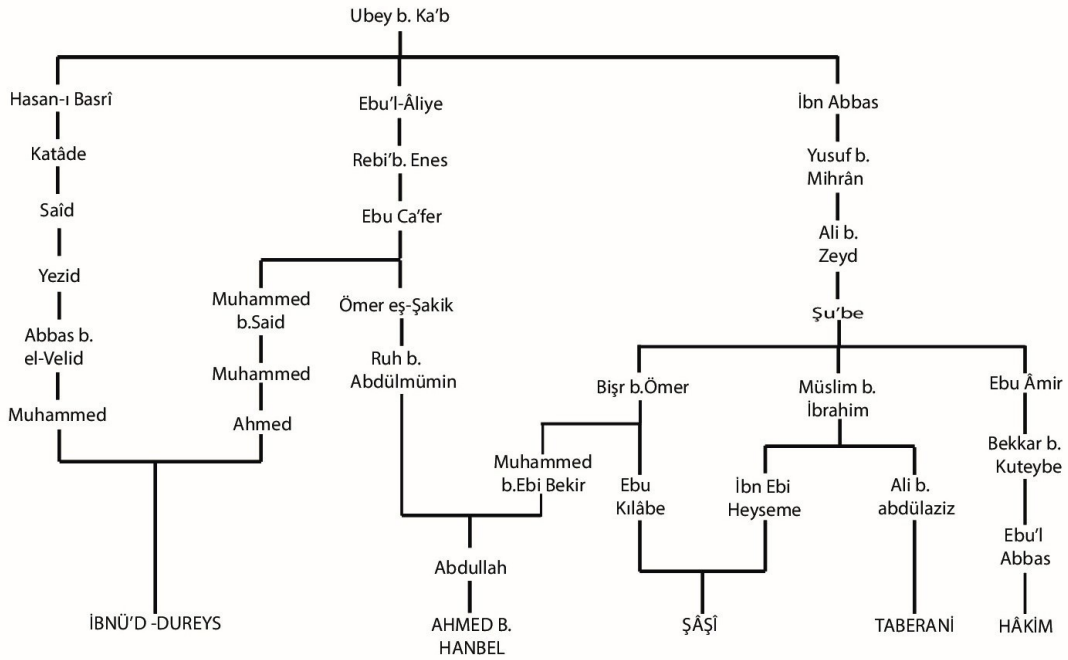 Ubey b. Ka’b
Hasan-ı Basrî
Ebu’l-Âliye
İbn Abbas
Katâde
Rebi’b. Enes
Yusuf b.
Mihrân
Saîd
Ebu Ca’fer
Ali b.
Zeyd
Yezid
Muhammed
b.Said
Ömer eş-Şakik
Şu’be
Abbas b.
el-Velid
Muhammed
Ruh b.
Abdülmümin
Bişr b.Ömer
Müslim b.
İbrahim
Ebu Âmir
Muhammed
Ahmed
Bekkar b.
Kuteybe
Muhammed
b.Ebi Bekir
Ebu
Kılâbe
İbn Ebi
Heyseme
Ali b.
abdülaziz
Ebu’l
Abbas
Abdullah
İBNÜ’D -DUREYS
AHMED B.
HANBEL
ŞÂŞÎ
TABERANİ
HÂKİM